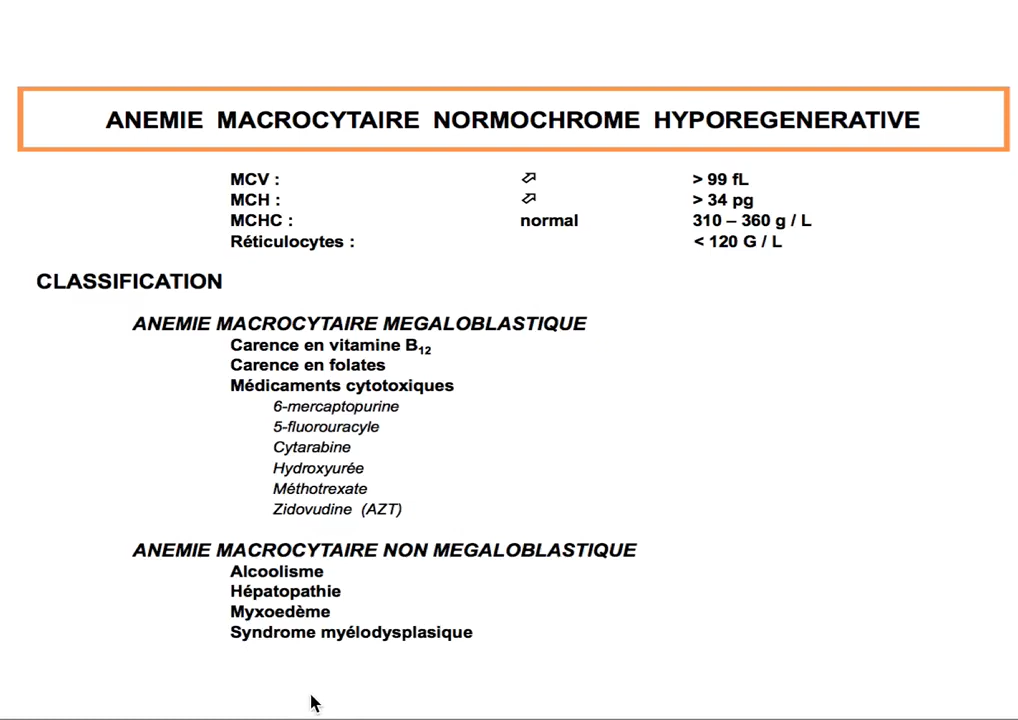 ANEMIE MACROCYTAIRE NORMOCHROME HYPOREGENERATIVE
MCV : ⬀ > 99 fL
MCH : ⬀ > 34 pg
MCHC : normal 310 – 360 g / L
Réticulocytes : < 120 G / L
CLASSIFICATION
ANEMIE MACROCYTAIRE MEGALOBLASTIQUE
Carence en vitamine B12
Carence en folates
Médicaments cytotoxiques
6-mercaptopurine
5-fluorouracyle
Cytarabine
Hydroxyurée
Méthotrexate
Zidovudine (AZT)
ANEMIE MACROCYTAIRE NON MEGALOBLASTIQUE
Alcoolisme
Hépatopathie
Myxoedème
Syndrome myélodysplasique